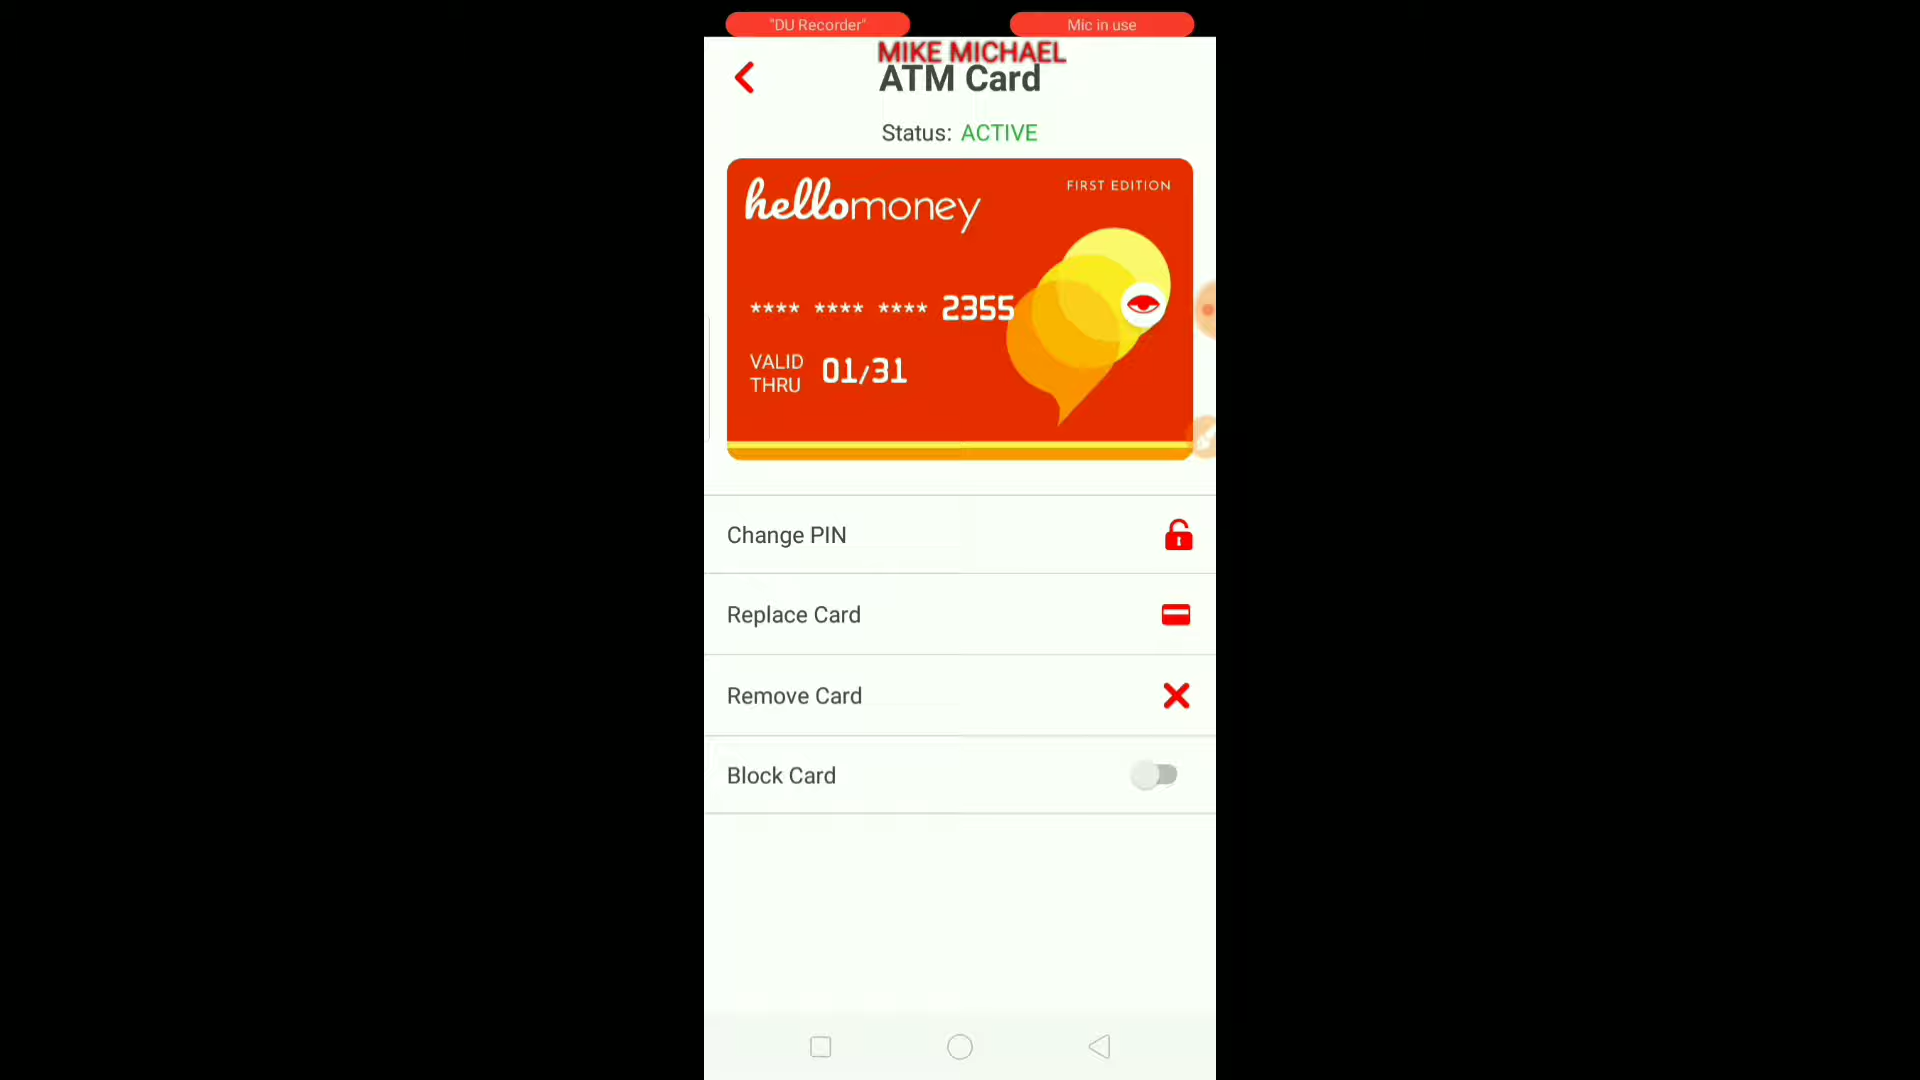 "DU Recorder"
Mic in use
MIKE MICHAEL
ATM Card
Status: ACTIVE
hellomoney
FIRST EDITION
**** **** **** 2355
VALID THRU 01/31
Change PIN
Replace Card
Remove Card
Block Card